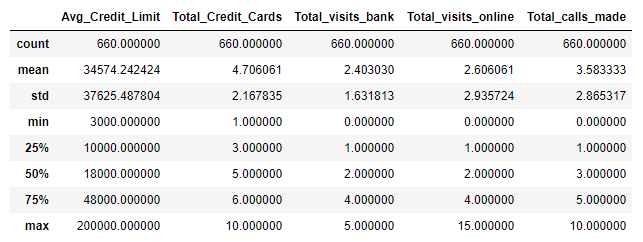 Avg_Credit_Limit Total_Credit_Cards Total_visits_bank Total_visits_online Total_calls_made
count 660.000000 660.000000 660.000000 660.000000 660.000000
mean 34574.242424 4.706061 2.403030 2.606061 3.583333
std 37625.487804 2.167835 1.631813 2.935724 2.865317
min 3000.000000 1.000000 0.000000 0.000000 0.000000
25% 10000.000000 3.000000 1.000000 1.000000 1.000000
50% 18000.000000 5.000000 2.000000 2.000000 3.000000
75% 48000.000000 6.000000 4.000000 4.000000 5.000000
max 200000.000000 10.000000 5.000000 15.000000 10.000000